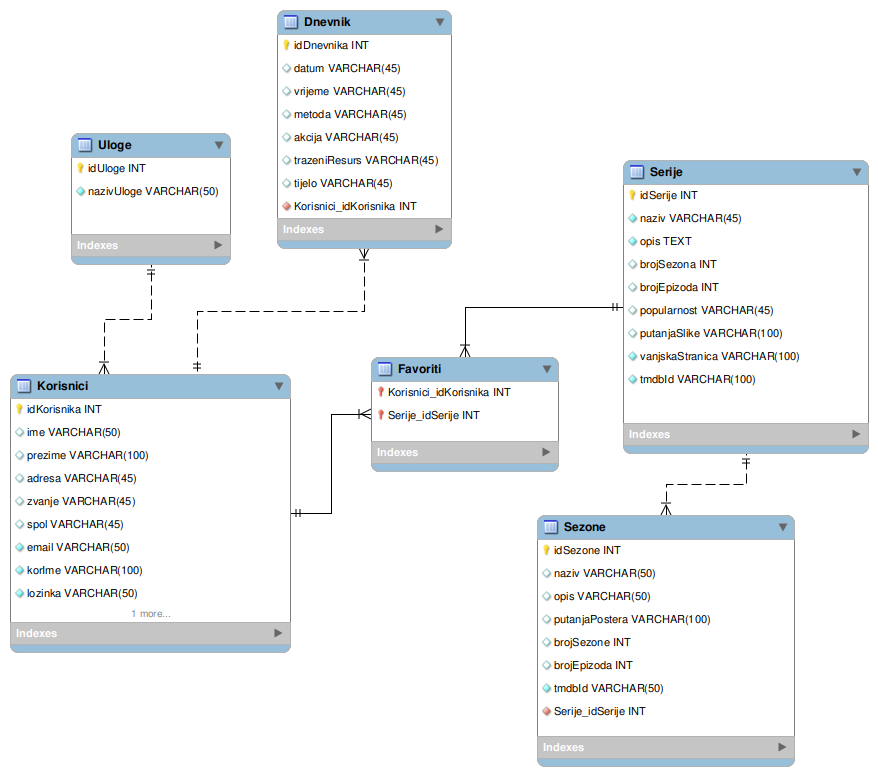 Dnevnik
idDnevnika INT
datum VARCHAR(45)
vrijeme VARCHAR(45)
metoda VARCHAR(45)
akcija VARCHAR(45)
trazeniResurs VARCHAR(45)
tijelo VARCHAR(45)
Korisnici_idKorisnika INT
Indexes
Uloge
idUloge INT
nazivUloge VARCHAR(50)
Indexes
Serije
idSerije INT
naziv VARCHAR(45)
opis TEXT
brojSezona INT
brojEpizoda INT
popularnost VARCHAR(45)
putanjaSlike VARCHAR(100)
vanjskaStranica VARCHAR(100)
tmdbId VARCHAR(100)
Indexes
Favoriti
Korisnici_idKorisnika INT
Serije_idSerije INT
Indexes
Korisnici
idKorisnika INT
ime VARCHAR(50)
prezime VARCHAR(100)
adresa VARCHAR(45)
zvanje VARCHAR(45)
spol VARCHAR(45)
email VARCHAR(50)
korIme VARCHAR(100)
lozinka VARCHAR(50)
1 more...
Indexes
Sezone
idSezone INT
naziv VARCHAR(50)
opis VARCHAR(50)
putanjaPostera VARCHAR(100)
brojSezone INT
brojEpizoda INT
tmdbId VARCHAR(50)
Serije_idSerije INT
Indexes